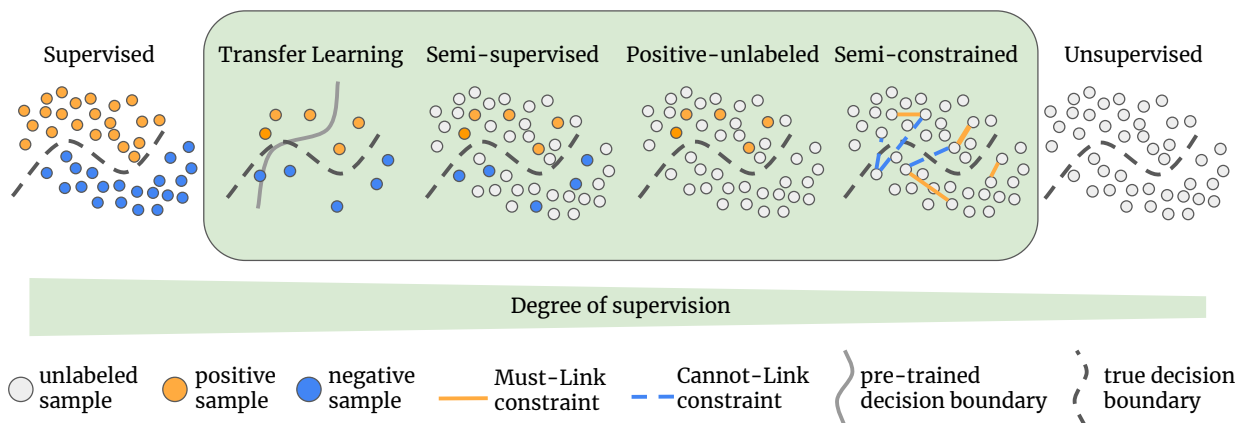 Supervised
Transfer Learning
Semi-supervised
Positive-unlabeled
Semi-constrained
Unsupervised
Degree of supervision
unlabeled
sample
positive
sample
negative
sample
Must-Link
constraint
Cannot-Link
constraint
pre-trained
decision boundary
true decision
boundary